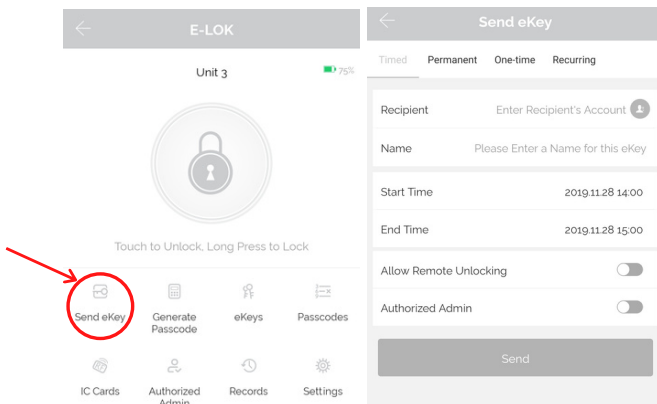 E-LOK
Unit 3
75%
Touch to Unlock, Long Press to Lock
Send eKey
Generate
Passcode
eKeys
Passcodes
IC Cards
Authorized
Admin
Records
Settings
Send eKey
Timed Permanent One-time Recurring
Recipient Enter Recipient's Account
Name Please Enter a Name for this eKey
Start Time 2019.11.28 14:00
End Time 2019.11.28 15:00
Allow Remote Unlocking
Authorized Admin
Send